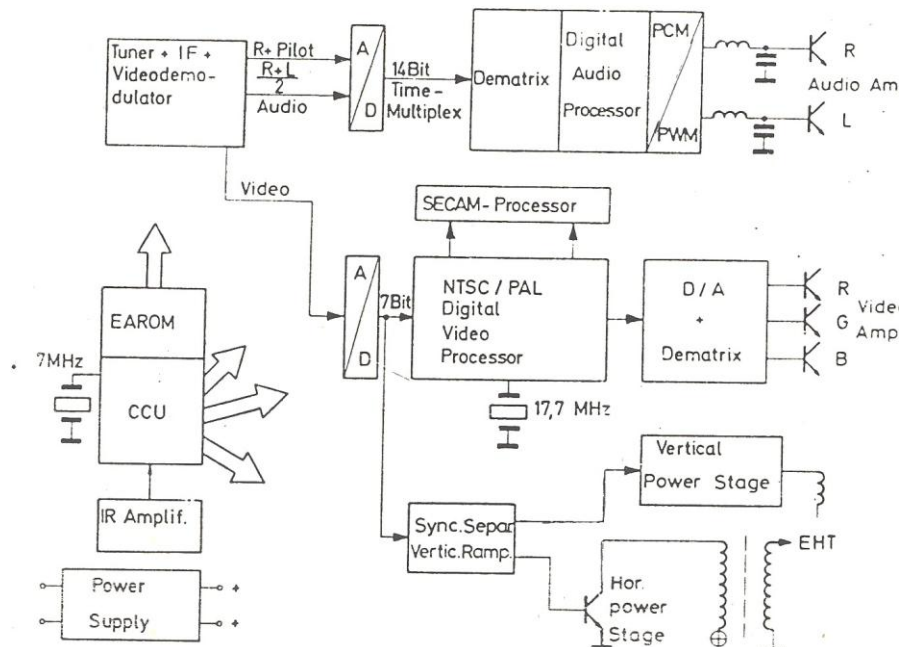 Tuner + IF +
Videodemo-
dulator
R+ Pilot
R+L
2
Audio
A
D
14Bit
Time-
Multiplex
Dematrix
Digital
Audio
Processor
PCM
PWM
R
Audio Am
L
Video
SECAM- Processor
A
D
7Bit
NTSC / PAL
Digital
Video
Processor
17,7 MHz
D / A
+
Dematrix
R
G
B
Video
Amp
EAROM
7MHz
CCU
IR Amplif.
Power
Supply
+
+
Sync.Separ
Vertic.Ramp.
Vertical
Power Stage
Hor.
power
Stage
EHT